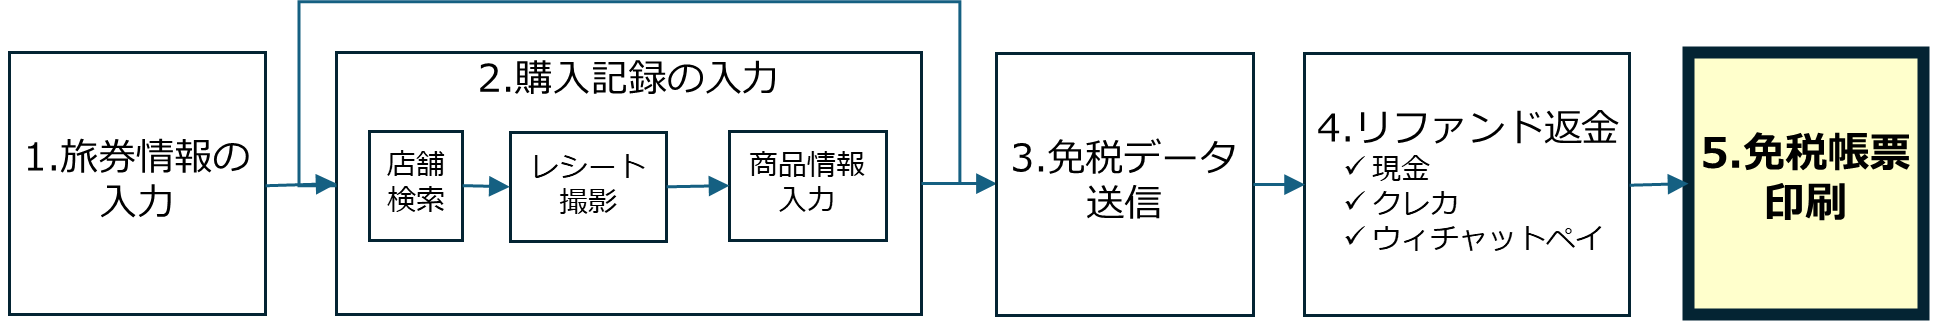 1.旅券情報の
入力
2.購入記録の入力
店舗
検索
レシート
撮影
商品情報
入力
3.免税データ
送信
4.リファンド返金
✓現金
✓クレカ
✓ウィチャットペイ
5.免税帳票
印刷